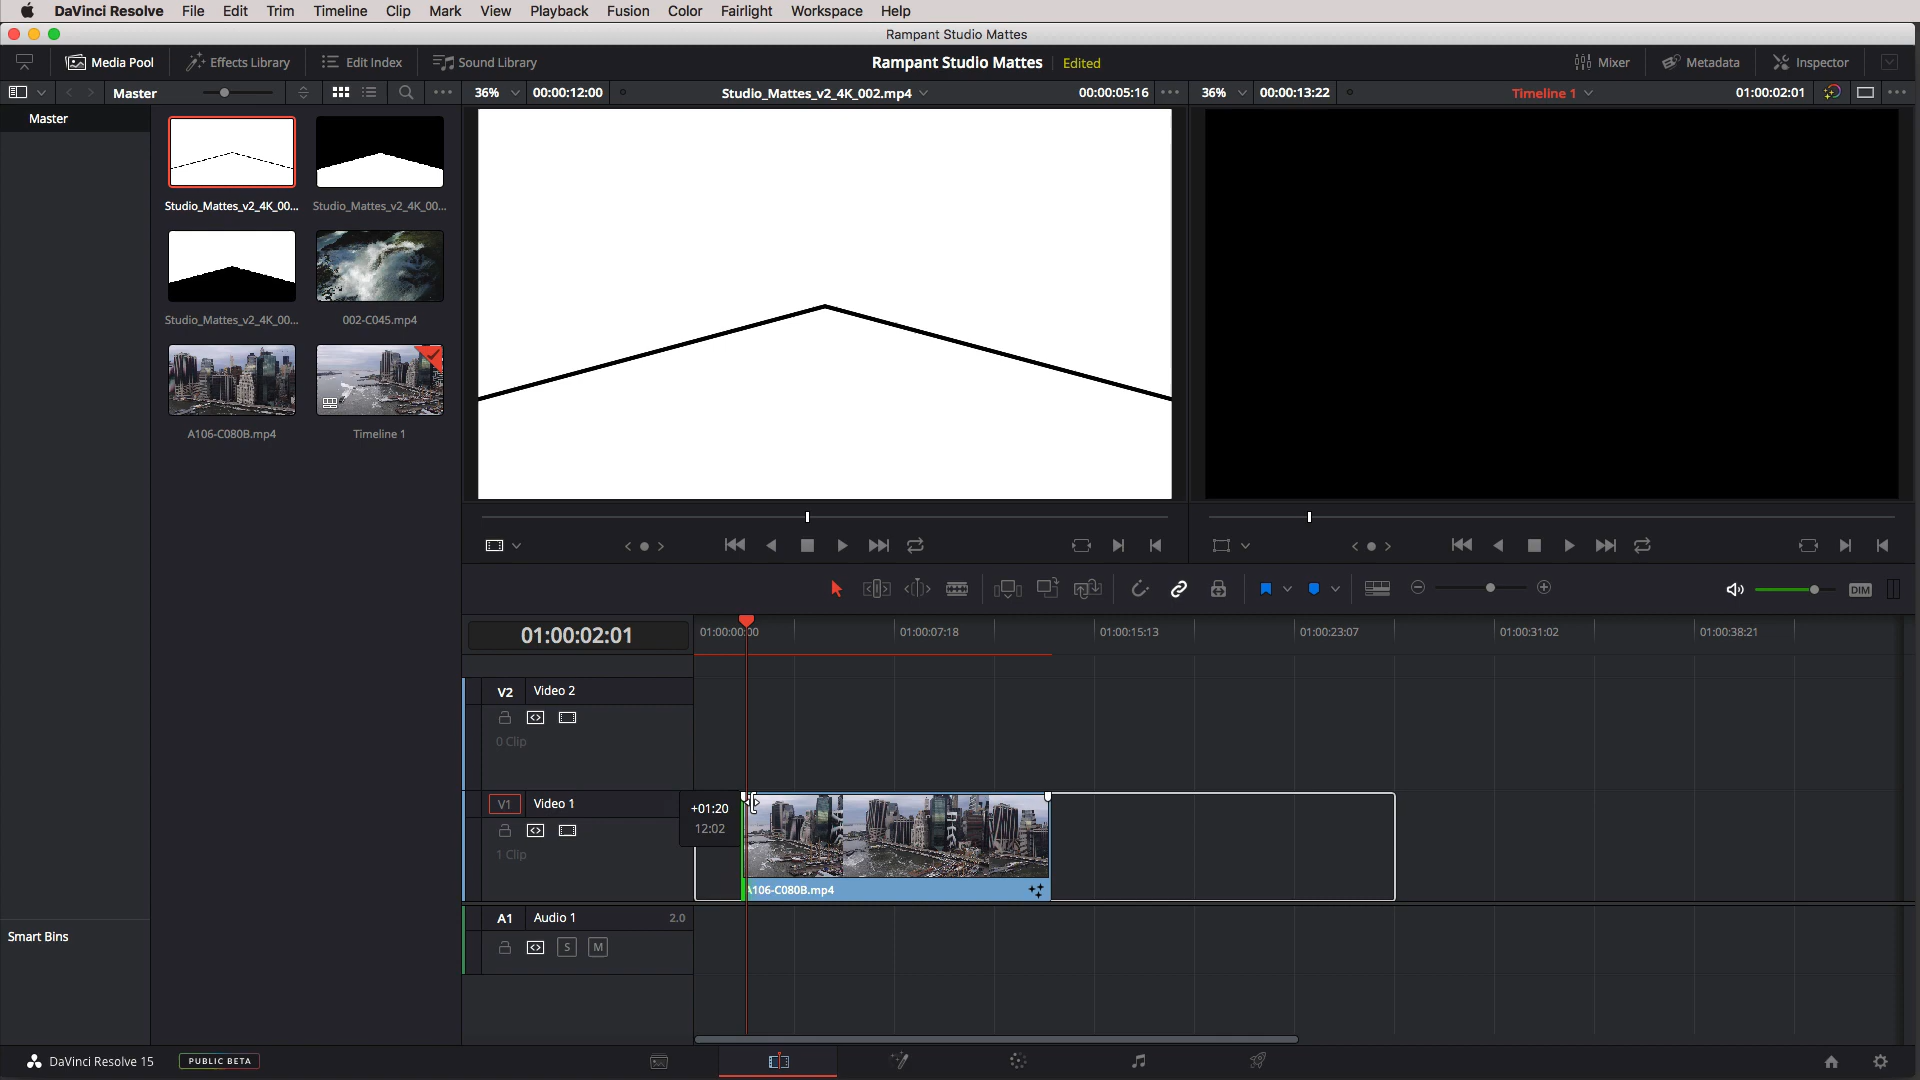 DaVinci Resolve File Edit Trim Timeline Clip Mark View Playback Fusion Color Fairlight Workspace Help
Rampant Studio Mattes
Media Pool Effects Library Edit Index Sound Library Rampant Studio Mattes Edited Mixer Metadata Inspector
Master 36% 00:00:12:00 Studio_Mattes_v2_4K_002.mp4 00:00:05:16 36% 00:00:13:22 Timeline 1 01:00:02:01
Master
Studio_Mattes_v2_4K_00... Studio_Mattes_v2_4K_00...
Studio_Mattes_v2_4K_00... 002-C045.mp4
A106-C080B.mp4 Timeline 1
DIM
01:00:02:01 01:00:00:00 01:00:07:18 01:00:15:13 01:00:23:07 01:00:31:02 01:00:38:21
V2 Video 2
0 Clip
V1 Video 1
+01:20
12:02
1 Clip
A106-C080B.mp4
A1 Audio 1 2.0
S M
Smart Bins
DaVinci Resolve 15 PUBLIC BETA